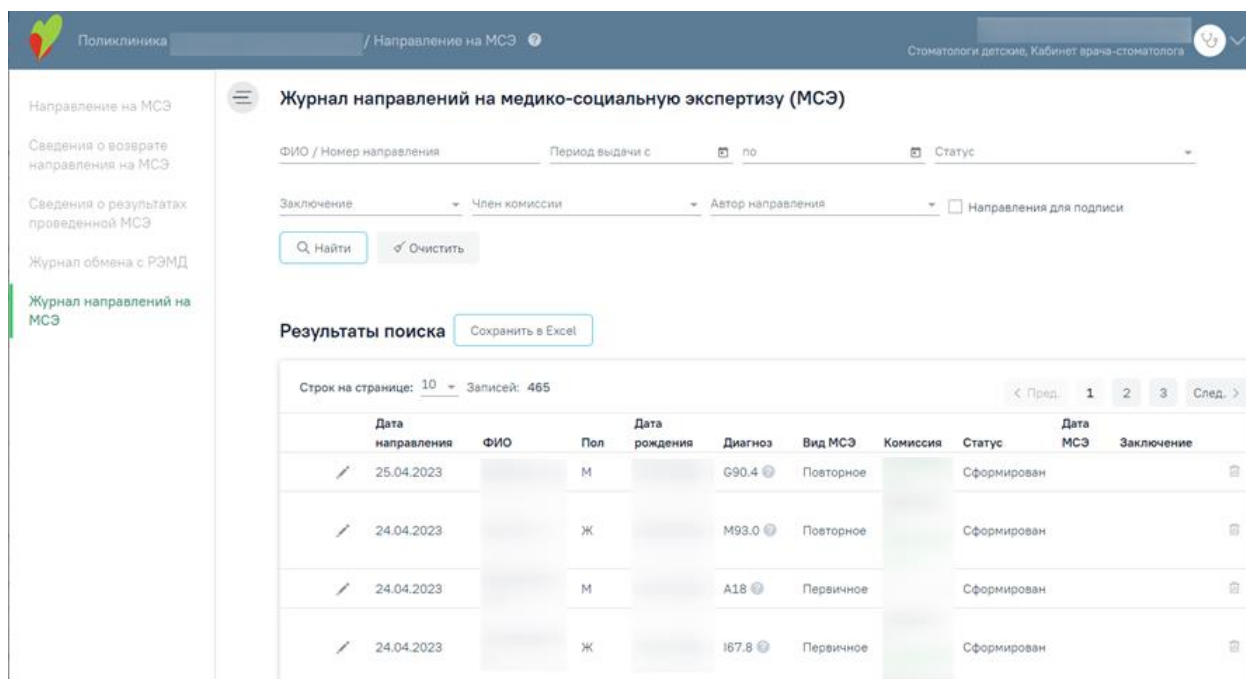 Поликлиника / Направление на МСЭ
Стоматологи детские, Кабинет врача-стоматолога
Направление на МСЭ
Сведения о возврате
направления на МСЭ
Сведения о результатах
проведенной МСЭ
Журнал обмена с РЭМД
Журнал направлений на
МСЭ
Журнал направлений на медико-социальную экспертизу (МСЭ)
ФИО / Номер направления Период выдачи с по Статус
Заключение Член комиссии Автор направления Направления для подписи
Найти Очистить
Результаты поиска Сохранить в Excel
Строк на странице: 10 Записей: 465 < Пред. 1 2 3 След. >
Дата Дата Дата
направления ФИО Пол рождения Диагноз Вид МСЭ Комиссия Статус МСЭ Заключение
25.04.2023 М G90.4 Повторное Сформирован
24.04.2023 Ж M93.0 Повторное Сформирован
24.04.2023 М A18 Первичное Сформирован
24.04.2023 Ж I67.8 Первичное Сформирован